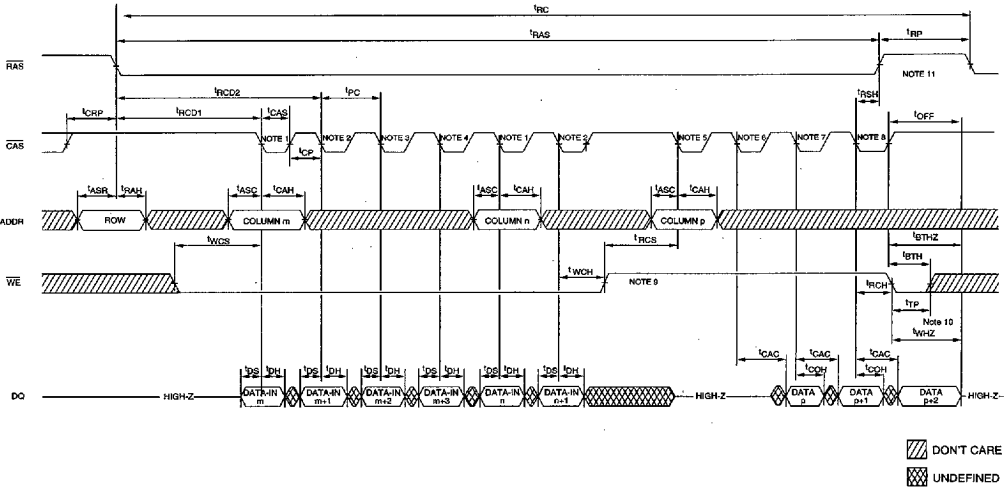 tRC
tRAS
tRP
RAS
NOTE 11
tRCD2
tPC
tRSH
tCRP
tRCD1
tCAS
tOFF
CAS
NOTE 1
NOTE 2
NOTE 3
NOTE 4
NOTE 1
NOTE 2
NOTE 5
NOTE 6
NOTE 7
NOTE 8
tCP
tASR
tRAH
tASC
tCAH
tASC
tCAH
tASC
tCAH
ADDR
ROW
COLUMN m
COLUMN n
COLUMN p
tWCS
tRCS
tBTHZ
tBTH
WE
tWCH
NOTE 9
tRCH
tTP
Note 10
tWHZ
tCAC
tCAC
tCAC
tDS
tDH
tDS
tDH
tDS
tDH
tDS
tDH
tDS
tDH
tDS
tDH
tCOH
tCOH
DQ
HIGH-Z
DATA-IN
m
DATA-IN
m+1
DATA-IN
m+2
DATA-IN
m+3
DATA-IN
n
DATA-IN
n+1
HIGH-Z
DATA
p
DATA
p+1
DATA
p+2
HIGH-Z
DON'T CARE
UNDEFINED